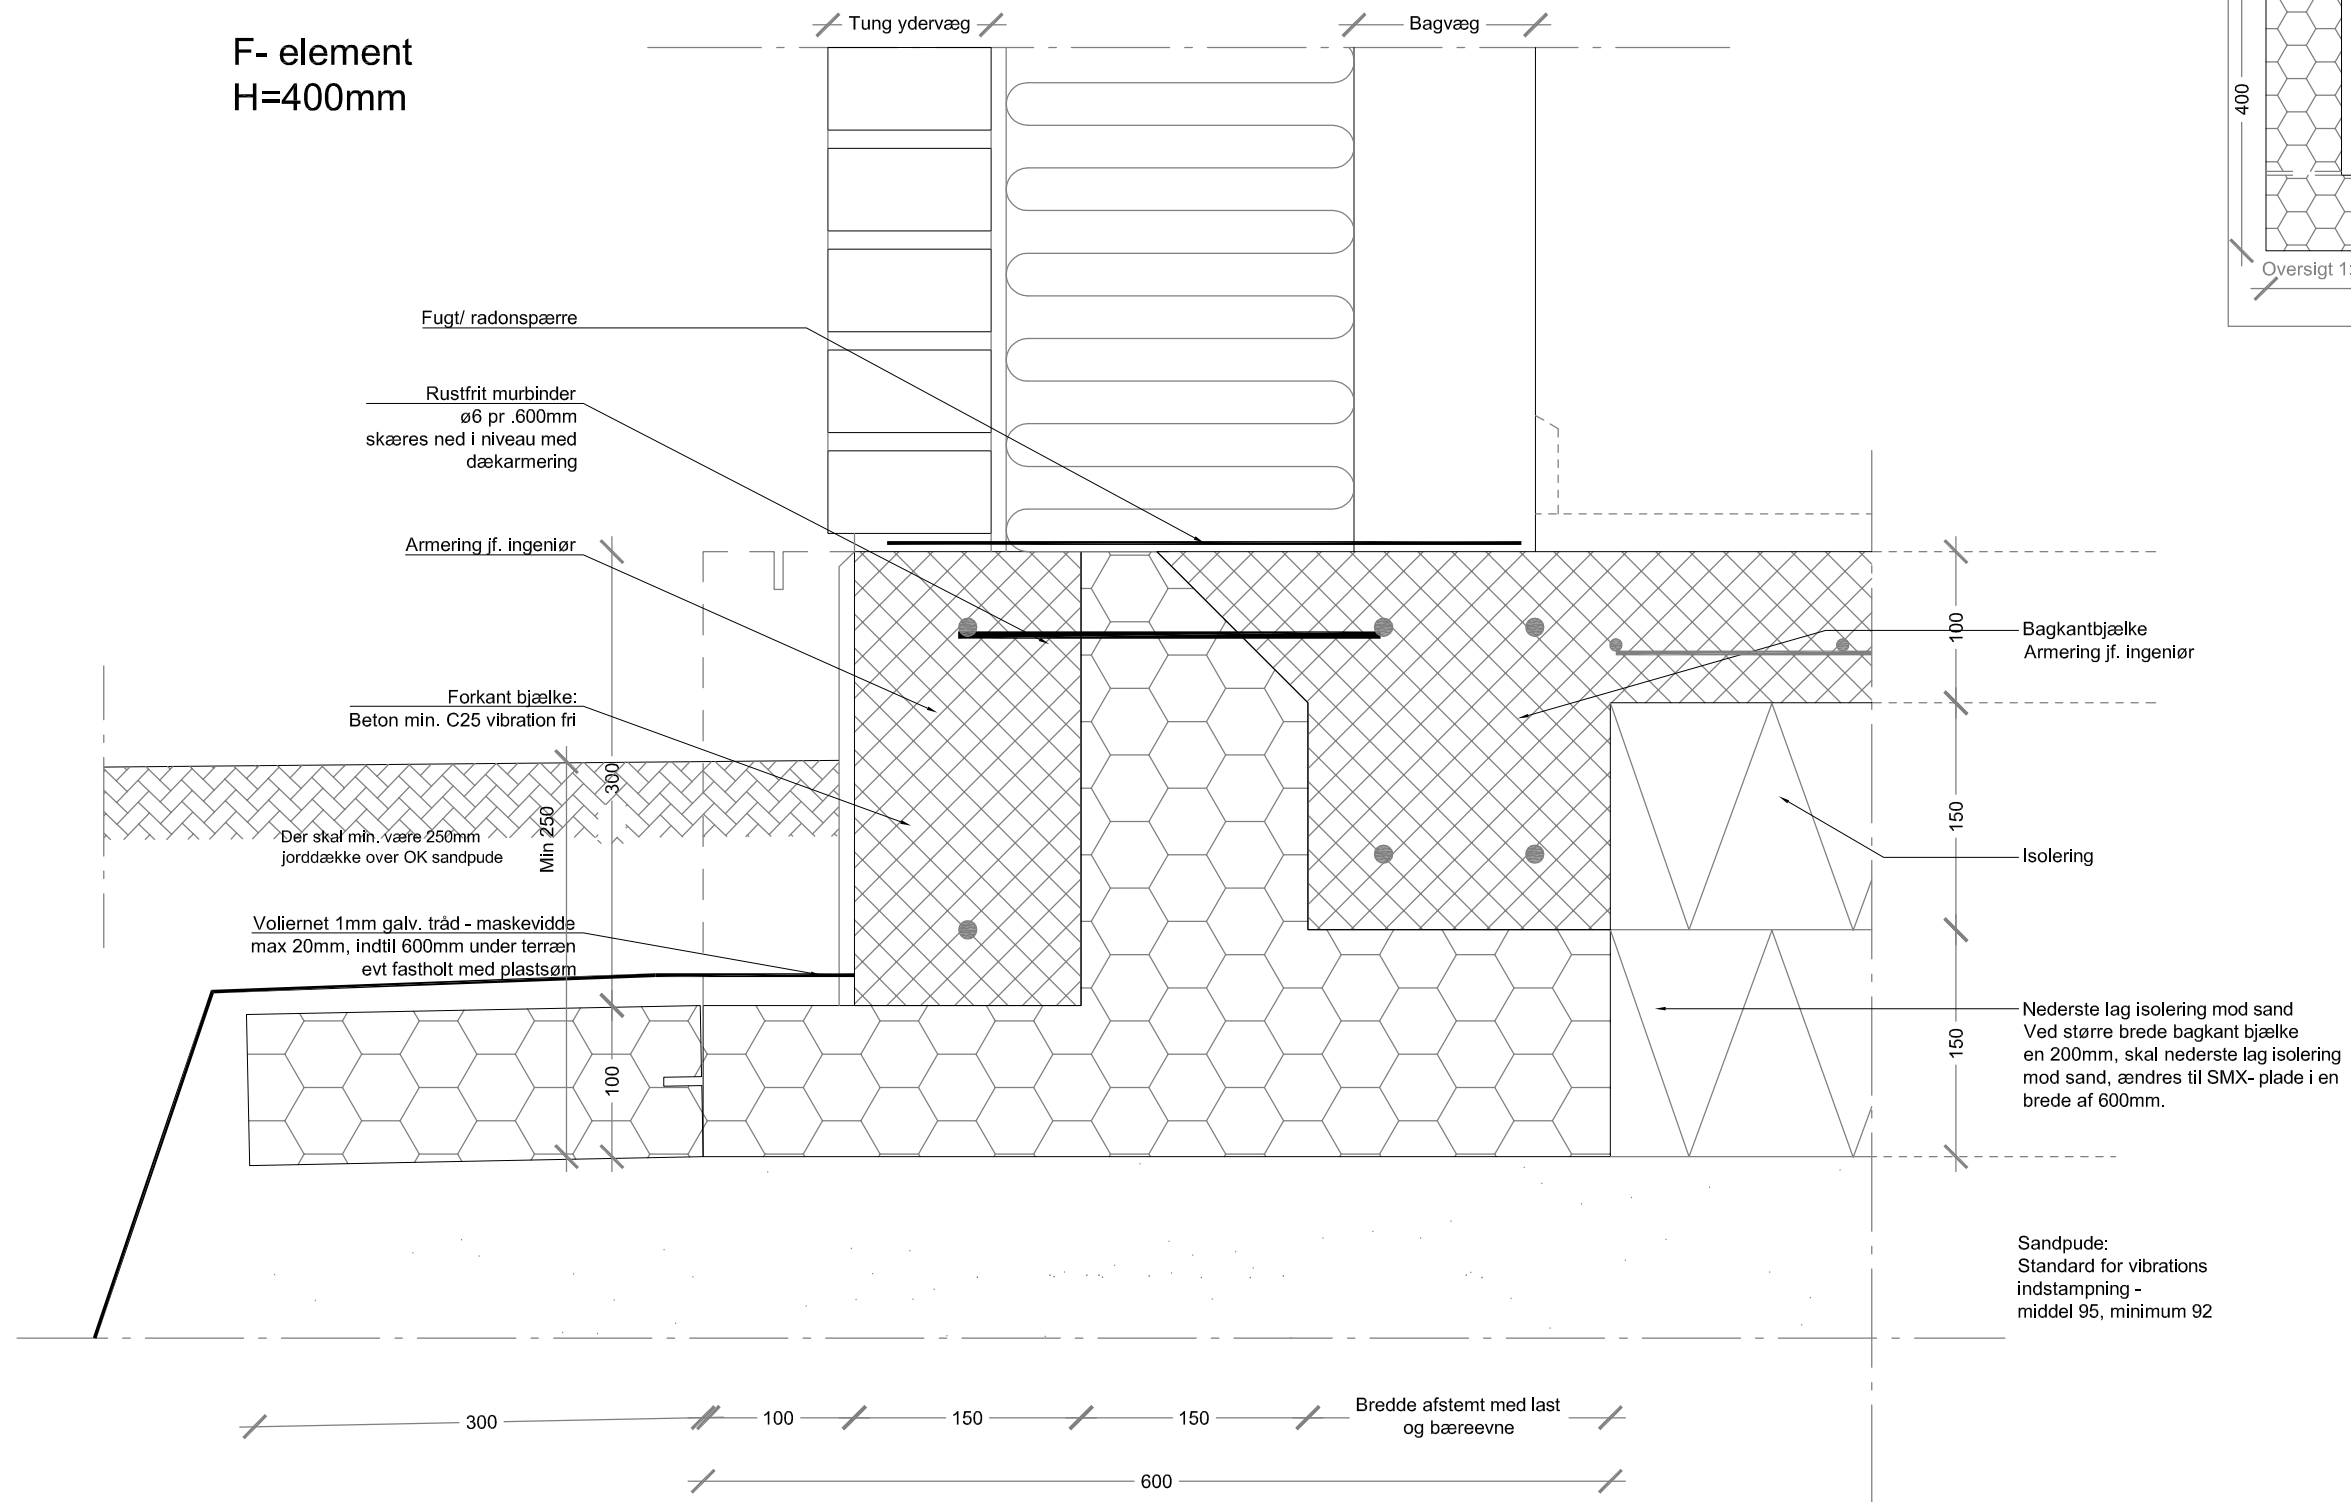 F- element
H=400mm
Tung ydervæg
Bagvæg
400
Oversigt 1:
Fugt/ radonspærre
Rustfrit murbinder
ø6 pr .600mm
skæres ned i niveau med
dækarmering
Armering jf. ingeniør
Forkant bjælke:
Beton min. C25 vibration fri
300
Min 250
Der skal min. være 250mm
jorddække over OK sandpude
Voliernet 1mm galv. tråd - maskevidde
max 20mm, indtil 600mm under terræn
evt fastholt med plastsøm
100
100
Bagkantbjælke
Armering jf. ingeniør
150
Isolering
150
Nederste lag isolering mod sand
Ved større brede bagkant bjælke
en 200mm, skal nederste lag isolering
mod sand, ændres til SMX- plade i en
brede af 600mm.
Sandpude:
Standard for vibrations
indstampning -
middel 95, minimum 92
300
100
150
150
Bredde afstemt med last
og bæreevne
600